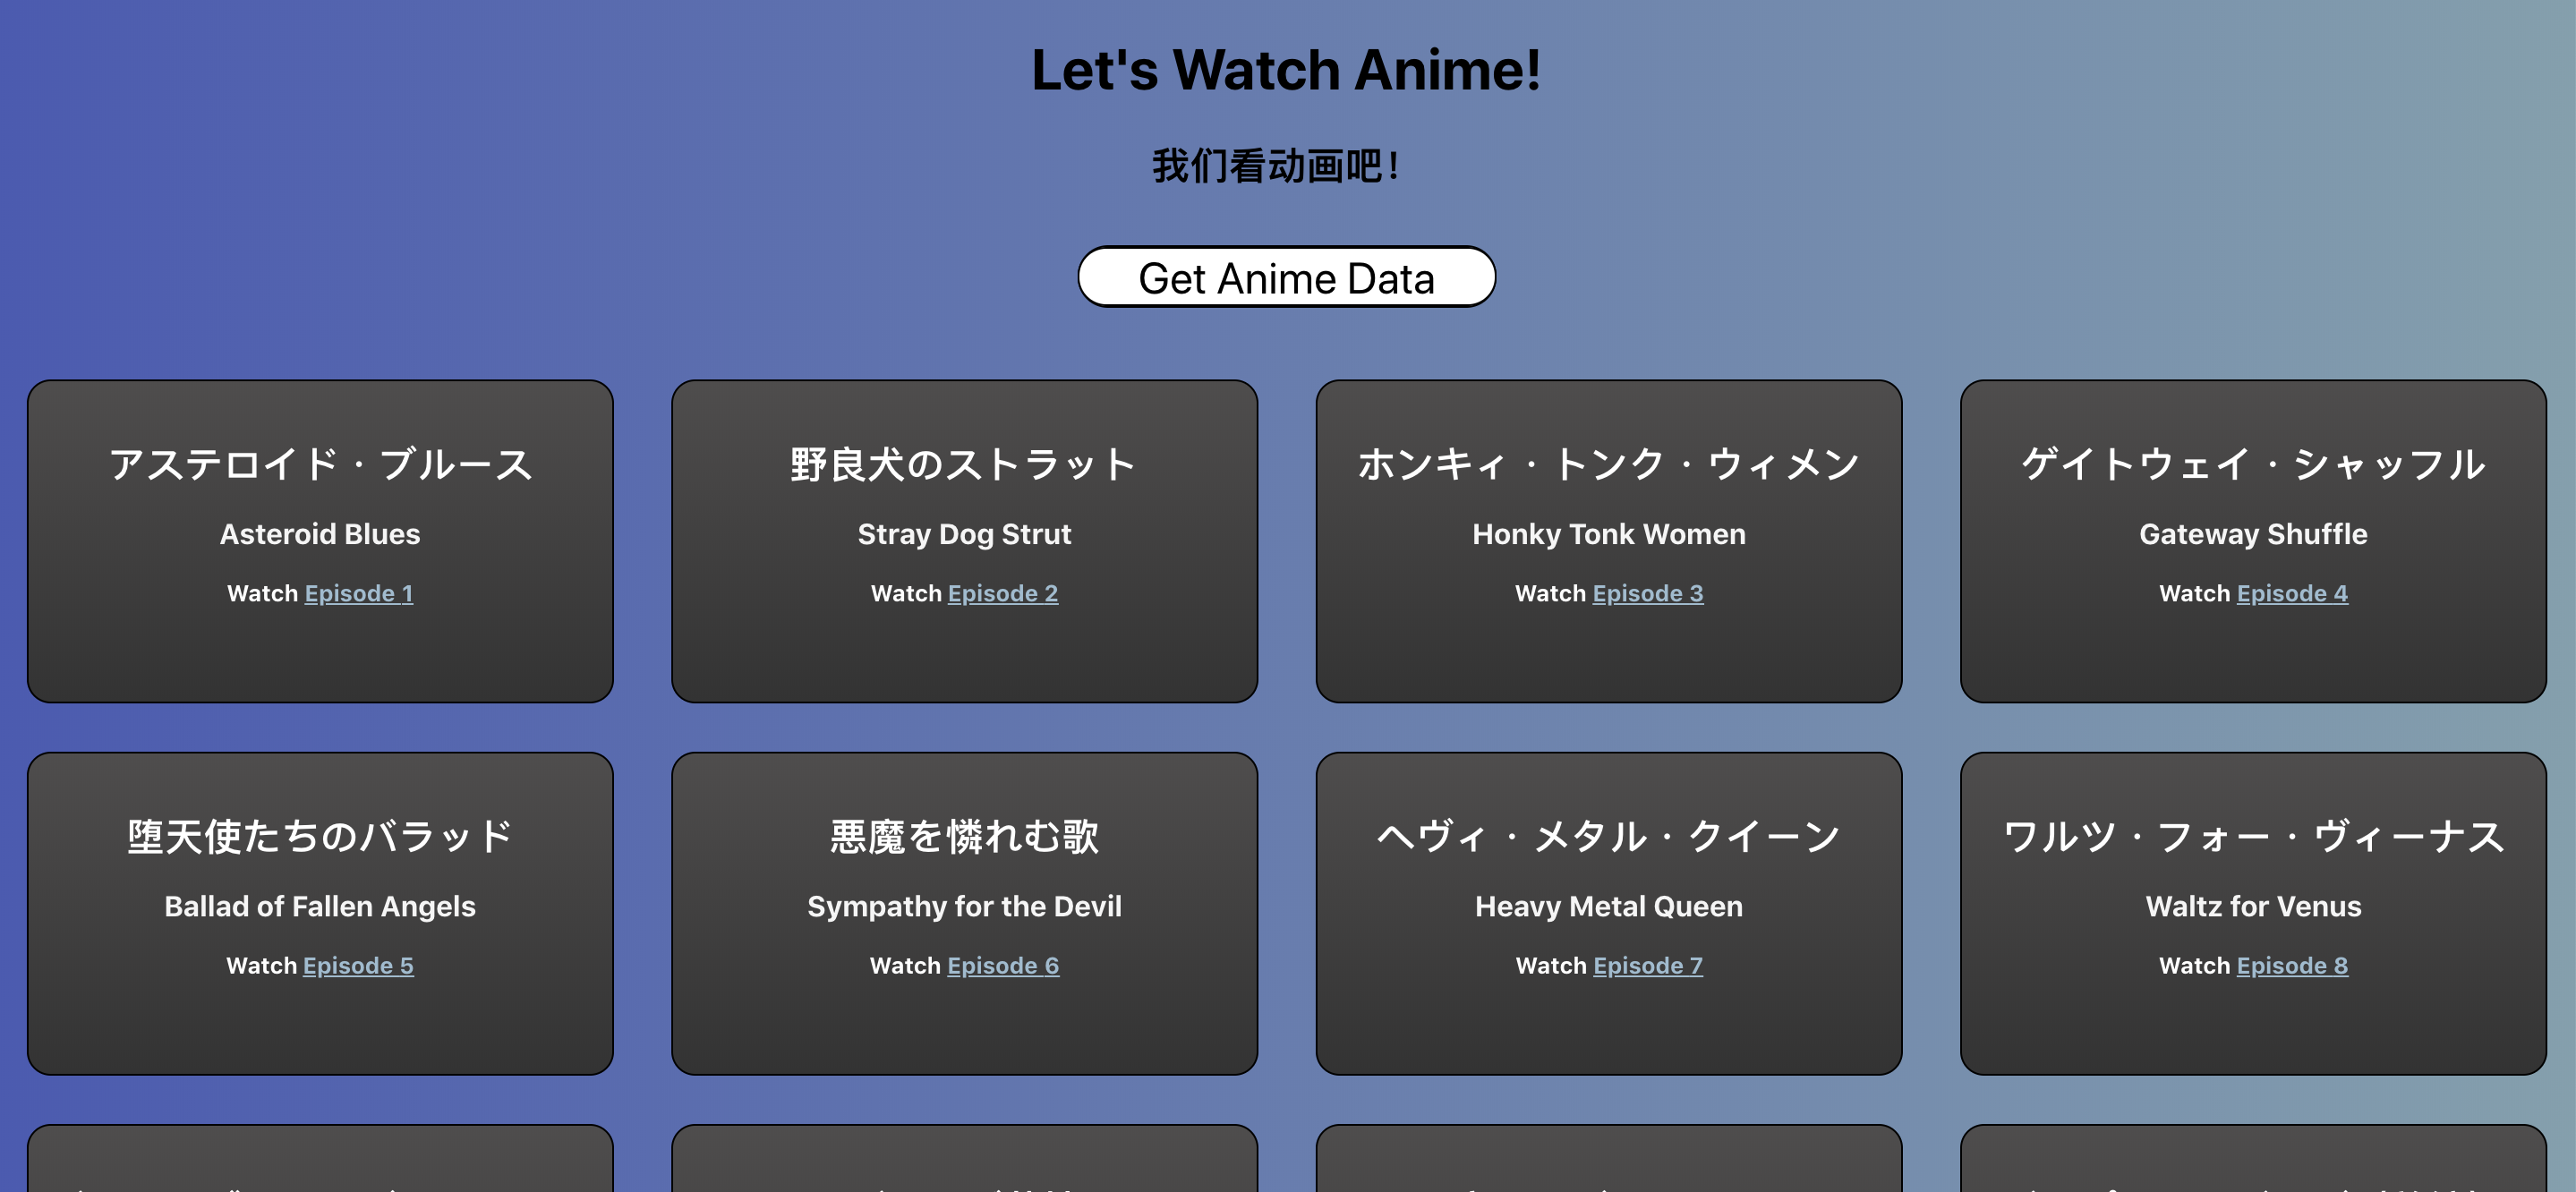 Let's Watch Anime!
我们看动画吧！
Get Anime Data
アステロイド・ブルース
Asteroid Blues
Watch Episode 1
野良犬のストラット
Stray Dog Strut
Watch Episode 2
ホンキィ・トンク・ウィメン
Honky Tonk Women
Watch Episode 3
ゲイトウェイ・シャッフル
Gateway Shuffle
Watch Episode 4
堕天使たちのバラッド
Ballad of Fallen Angels
Watch Episode 5
悪魔を憐れむ歌
Sympathy for the Devil
Watch Episode 6
ヘヴィ・メタル・クイーン
Heavy Metal Queen
Watch Episode 7
ワルツ・フォー・ヴィーナス
Waltz for Venus
Watch Episode 8